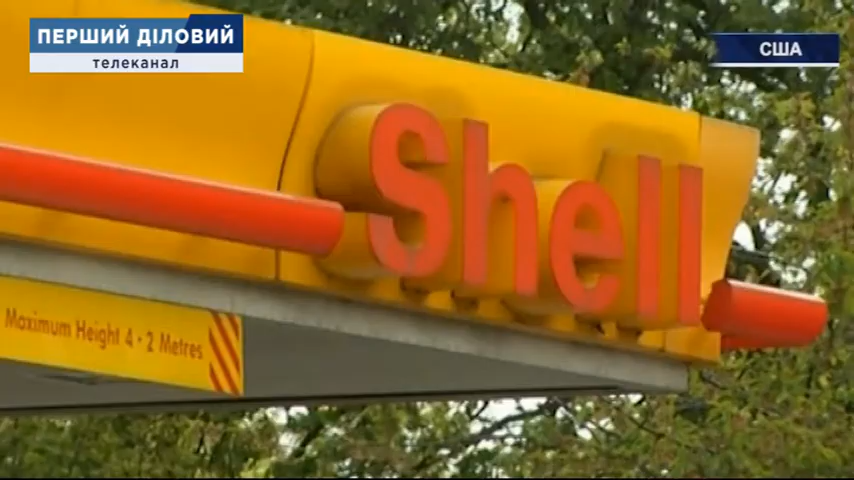 ПЕРШИЙ ДІЛОВИЙ
телеканал
США
Shell
Maximum Height 4·2 Metres